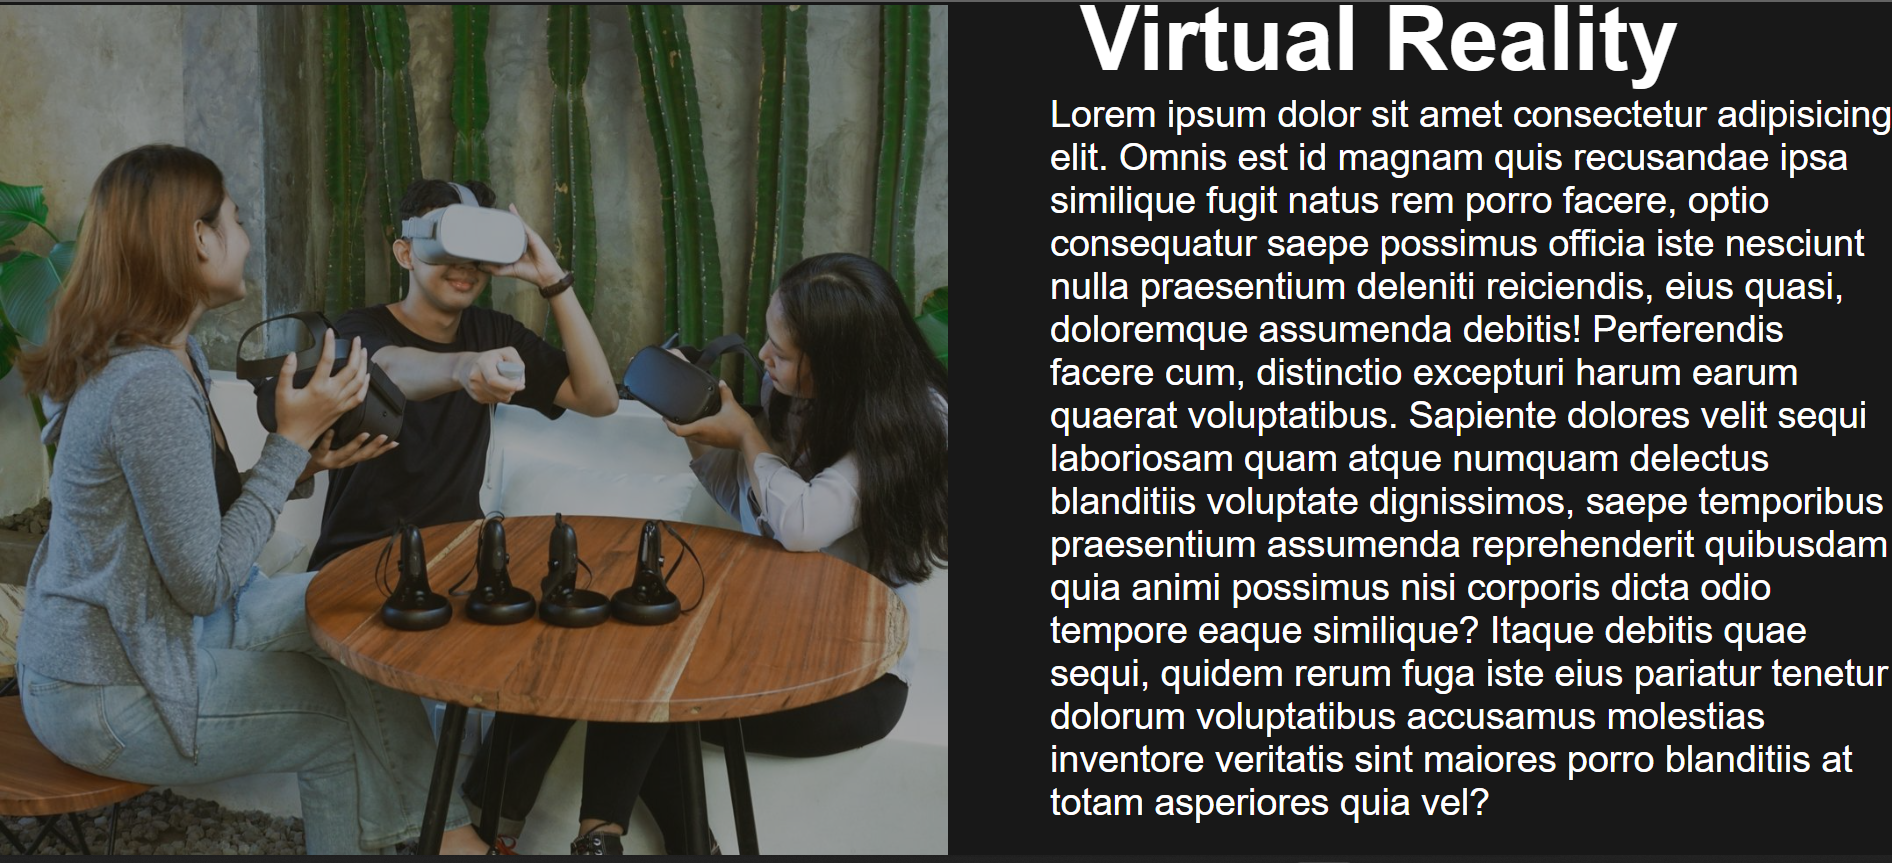 Virtual Reality
Lorem ipsum dolor sit amet consectetur adipisicing
elit. Omnis est id magnam quis recusandae ipsa
similique fugit natus rem porro facere, optio
consequatur saepe possimus officia iste nesciunt
nulla praesentium deleniti reiciendis, eius quasi,
doloremque assumenda debitis! Perferendis
facere cum, distinctio excepturi harum earum
quaerat voluptatibus. Sapiente dolores velit sequi
laboriosam quam atque numquam delectus
blanditiis voluptate dignissimos, saepe temporibus
praesentium assumenda reprehenderit quibusdam
quia animi possimus nisi corporis dicta odio
tempore eaque similique? Itaque debitis quae
sequi, quidem rerum fuga iste eius pariatur tenetur
dolorum voluptatibus accusamus molestias
inventore veritatis sint maiores porro blanditiis at
totam asperiores quia vel?